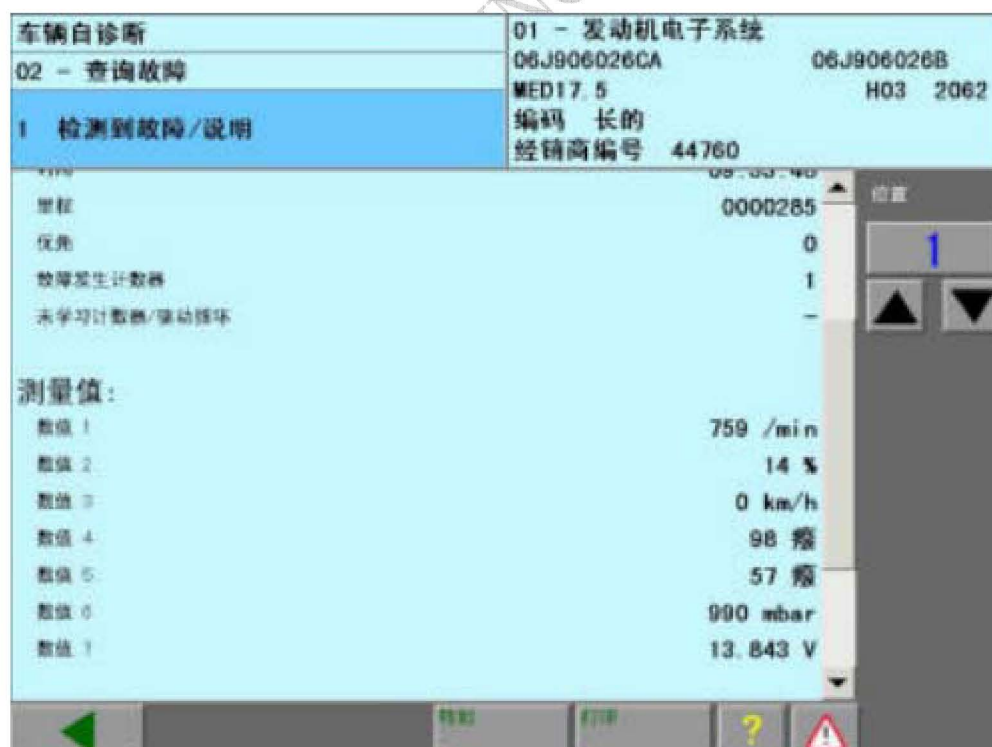 车辆自诊断
01 - 发动机电子系统
02 - 查询故障
06J906026CA 06J906026B
MED17.5 H03 2062
1 检测到故障/说明
编码 长的
经销商编号 44760
里程 0000285
优先 0
故障发生计数器 1
未学习计数器/驱动循环 -
位置
1
测量值:
数值 1 759 /min
数值 2 14 %
数值 3 0 km/h
数值 4 98 癈
数值 5 57 癈
数值 6 990 mbar
数值 7 13.843 V
?
!